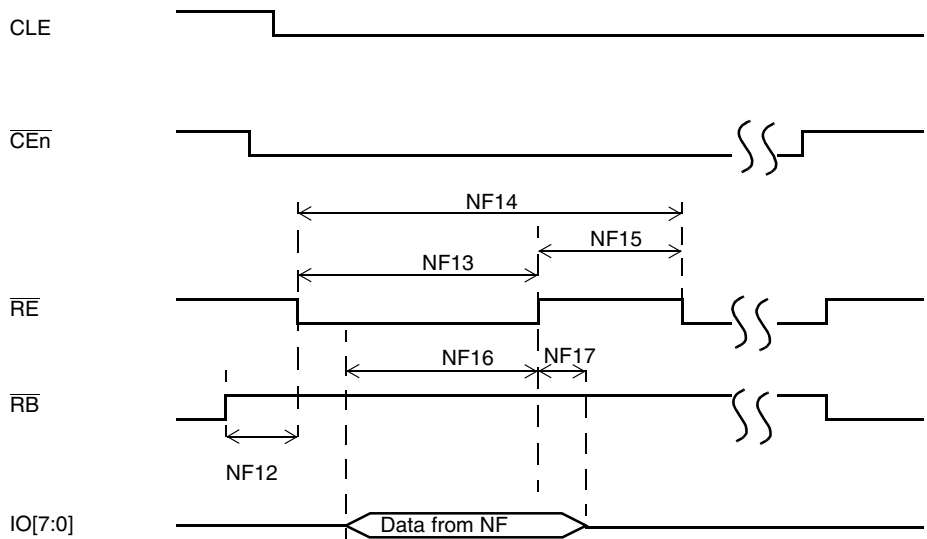 CLE
CEn
NF14
NF15
NF13
RE
NF16 NF17
RB
NF12
IO[7:0] Data from NF